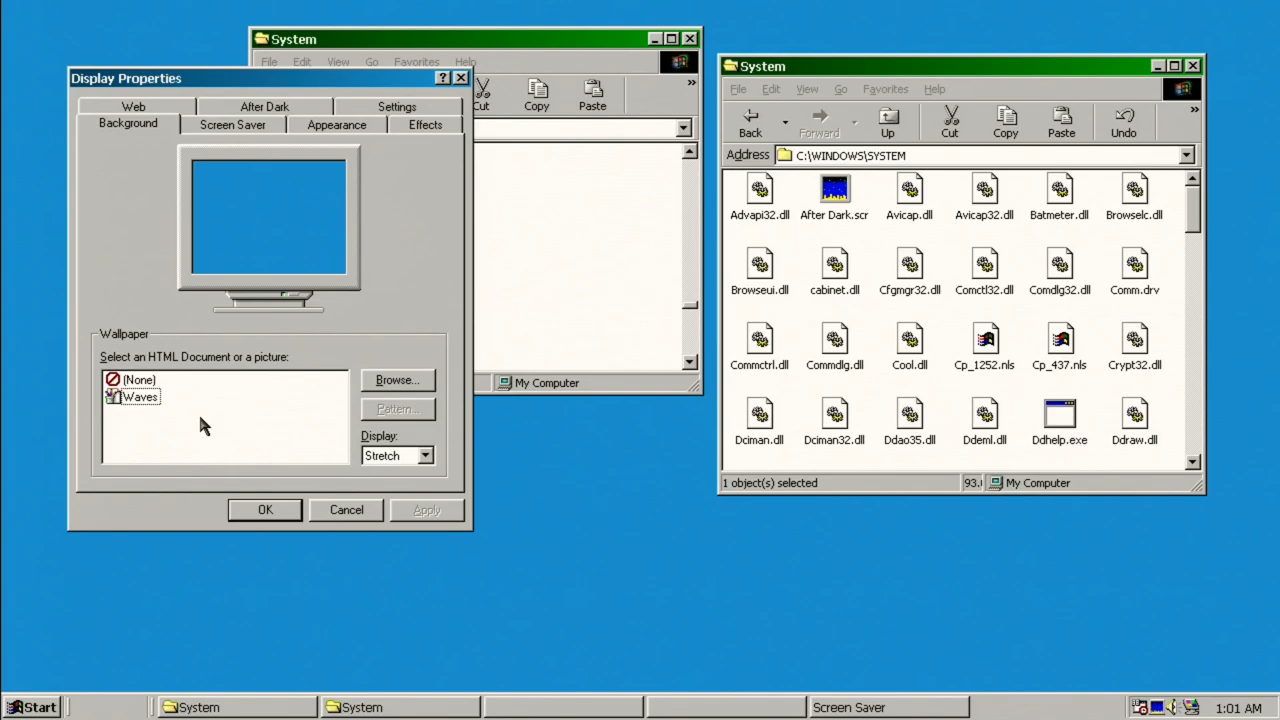 System
File Edit View Go Favorites Help
Cut Copy Paste
Display Properties
Web After Dark Settings
Background Screen Saver Appearance Effects
Wallpaper
Select an HTML Document or a picture:
(None)
Waves
Browse...
Pattern...
Display:
Stretch
OK Cancel Apply
My Computer
System
File Edit View Go Favorites Help
Back Forward Up Cut Copy Paste Undo
Address C:\WINDOWS\SYSTEM
Advapi32.dll After Dark.scr Avicap.dll Avicap32.dll Batmeter.dll Browselc.dll
Browseui.dll cabinet.dll Cfgmgr32.dll Comctl32.dll Comdlg32.dll Comm.drv
Commctrl.dll Commdlg.dll Cool.dll Cp_1252.nls Cp_437.nls Crypt32.dll
Dciman.dll Dciman32.dll Ddao35.dll Ddeml.dll Ddhelp.exe Ddraw.dll
1 object(s) selected 93. My Computer
Start System System Screen Saver 1:01 AM